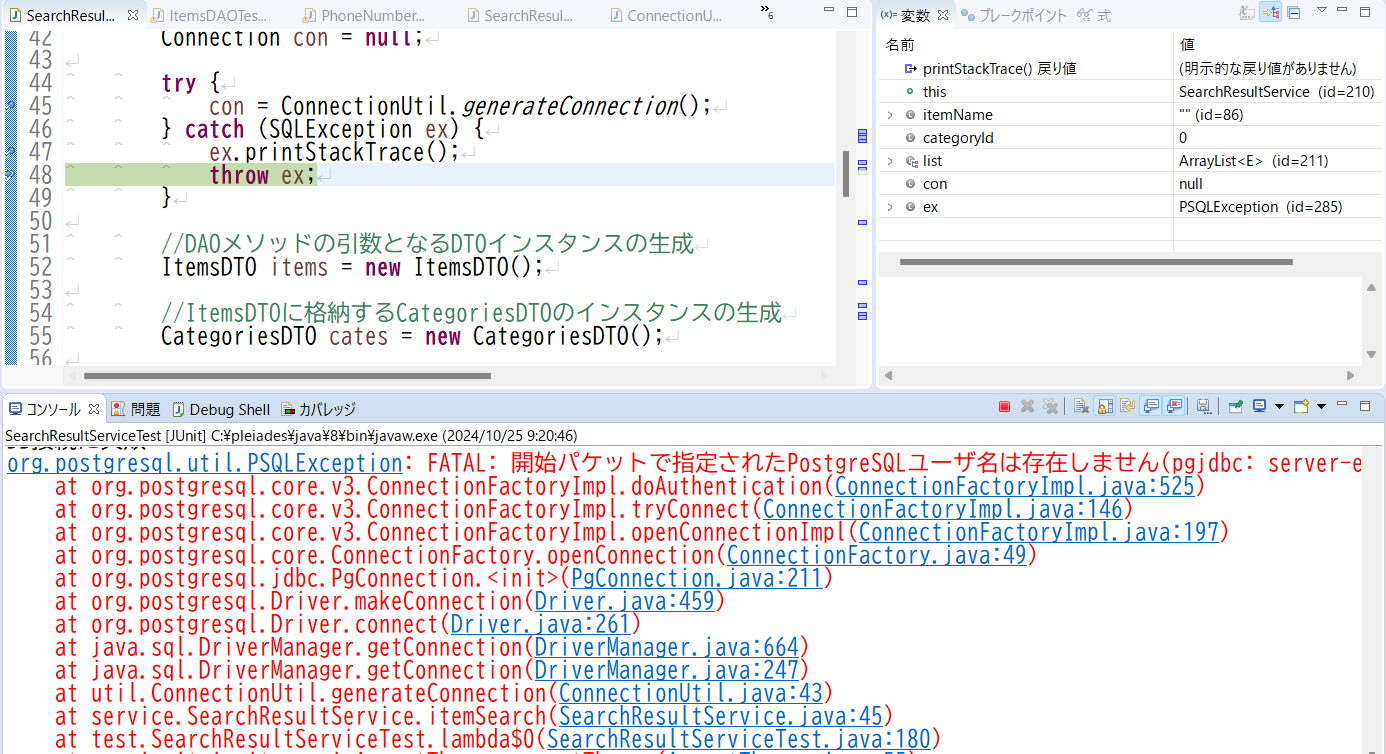 SearchResul... ItemsDAOTes... PhoneNumber... SearchResul... ConnectionU... »6
42 Connection con = null;
43
44 try {
45 con = ConnectionUtil.generateConnection();
46 } catch (SQLException ex) {
47 ex.printStackTrace();
48 throw ex;
49 }
50
51 //DAOメソッドの引数となるDTOインスタンスの生成
52 ItemsDTO items = new ItemsDTO();
53
54 //ItemsDTOに格納するCategoriesDTOのインスタンスの生成
55 CategoriesDTO cates = new CategoriesDTO();
56
(x)= 変数 ブレークポイント 式
名前 値
printStackTrace() 戻り値 (明示的な戻り値がありません)
this SearchResultService (id=210)
itemName "" (id=86)
categoryId 0
list ArrayList<E> (id=211)
con null
ex PSQLException (id=285)
コンソール 問題 Debug Shell カバレッジ
SearchResultServiceTest [JUnit] C:¥pleiades¥java¥8¥bin¥javaw.exe (2024/10/25 9:20:46)
org.postgresql.util.PSQLException: FATAL: 開始パケットで指定されたPostgreSQLユーザ名は存在しません(pgjdbc: server-e
at org.postgresql.core.v3.ConnectionFactoryImpl.doAuthentication(ConnectionFactoryImpl.java:525)
at org.postgresql.core.v3.ConnectionFactoryImpl.tryConnect(ConnectionFactoryImpl.java:146)
at org.postgresql.core.v3.ConnectionFactoryImpl.openConnectionImpl(ConnectionFactoryImpl.java:197)
at org.postgresql.core.ConnectionFactory.openConnection(ConnectionFactory.java:49)
at org.postgresql.jdbc.PgConnection.<init>(PgConnection.java:211)
at org.postgresql.Driver.makeConnection(Driver.java:459)
at org.postgresql.Driver.connect(Driver.java:261)
at java.sql.DriverManager.getConnection(DriverManager.java:664)
at java.sql.DriverManager.getConnection(DriverManager.java:247)
at util.ConnectionUtil.generateConnection(ConnectionUtil.java:43)
at service.SearchResultService.itemSearch(SearchResultService.java:45)
at test.SearchResultServiceTest.lambda$0(SearchResultServiceTest.java:180)